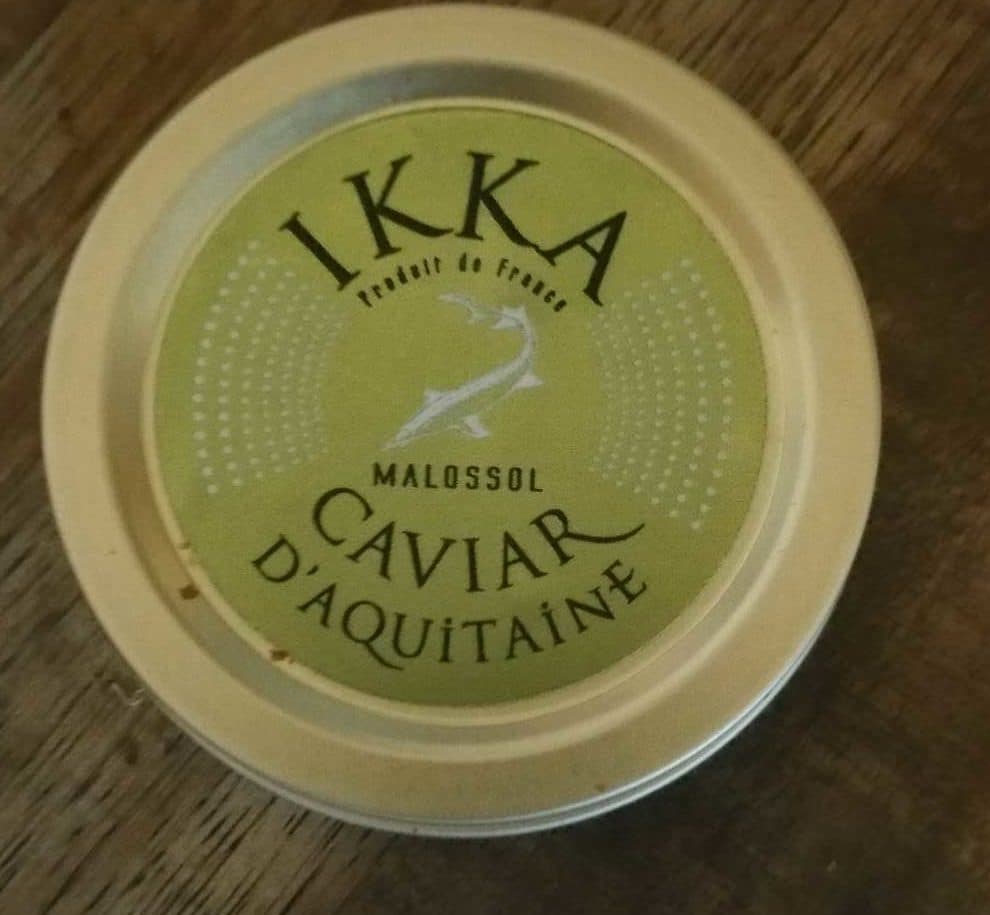 IKKA
Produit de France
MALOSSOL
CAVIAR
D'AQUITAINE